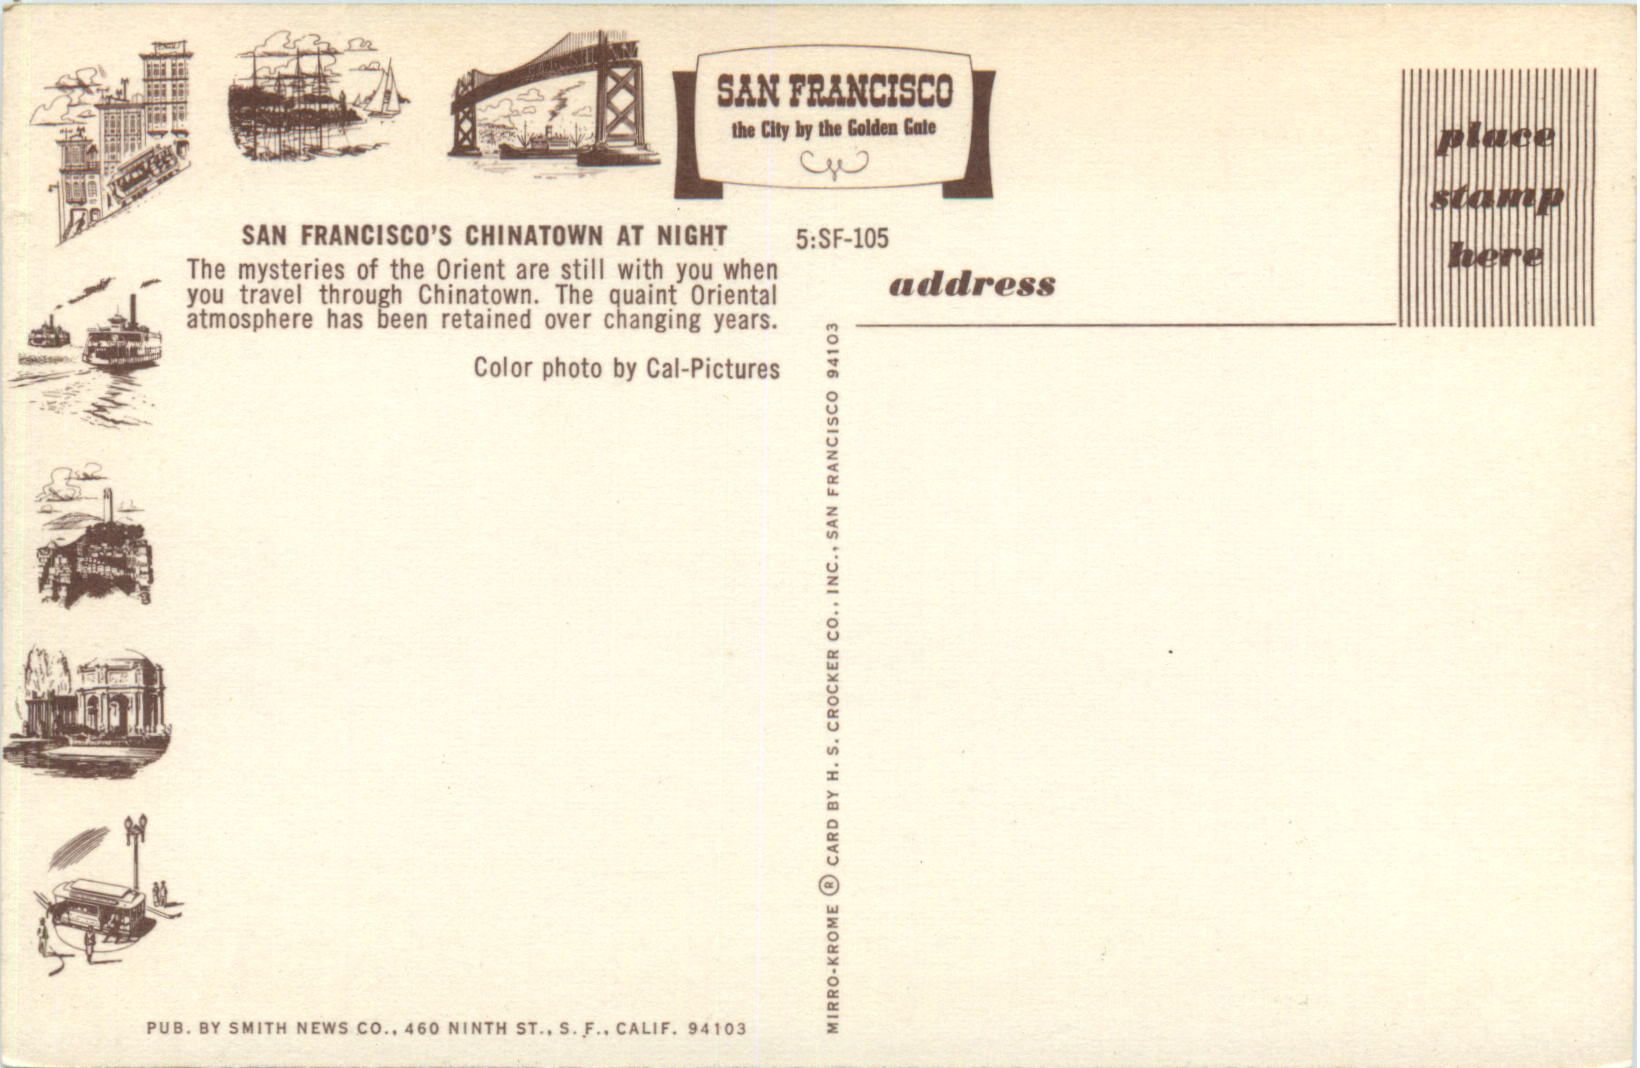 SAN FRANCISCO
the City by the Golden Gate
place
stamp
here
SAN FRANCISCO'S CHINATOWN AT NIGHT
5:SF-105
The mysteries of the Orient are still with you when
you travel through Chinatown. The quaint Oriental
atmosphere has been retained over changing years.
Color photo by Cal-Pictures
address
MIRRO-KROME ® CARD BY H. S. CROCKER CO., INC., SAN FRANCISCO 94103
PUB. BY SMITH NEWS CO., 460 NINTH ST., S. F., CALIF. 94103